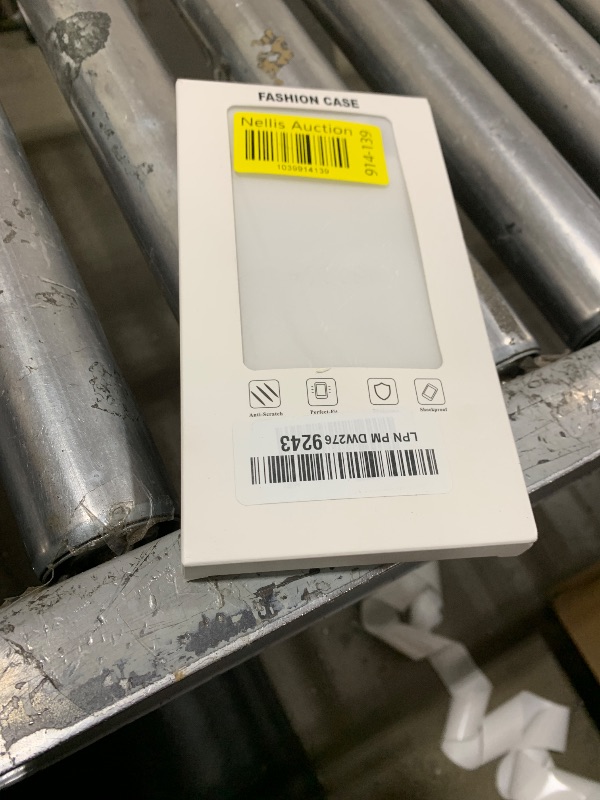 FASHION CASE
Nellis Auction
914-139
1039914139
Anti-Scratch
Perfect-Fit
Shockproof
LPN PM DW276 9243